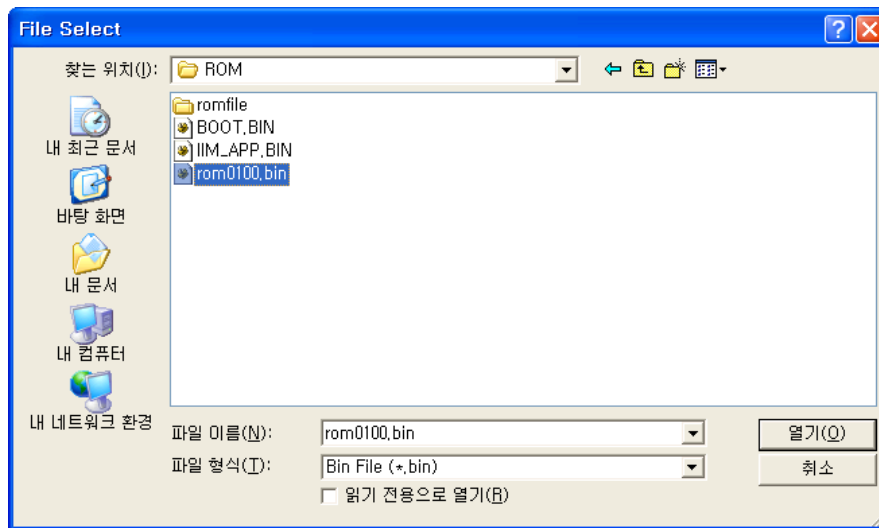 File Select
찾는 위치(I): ROM
romfile
BOOT.BIN
IIM_APP.BIN
rom0100.bin
내 최근 문서
바탕 화면
내 문서
내 컴퓨터
내 네트워크 환경
파일 이름(N): rom0100.bin 열기(O)
파일 형식(T): Bin File (*.bin) 취소
읽기 전용으로 열기(R)